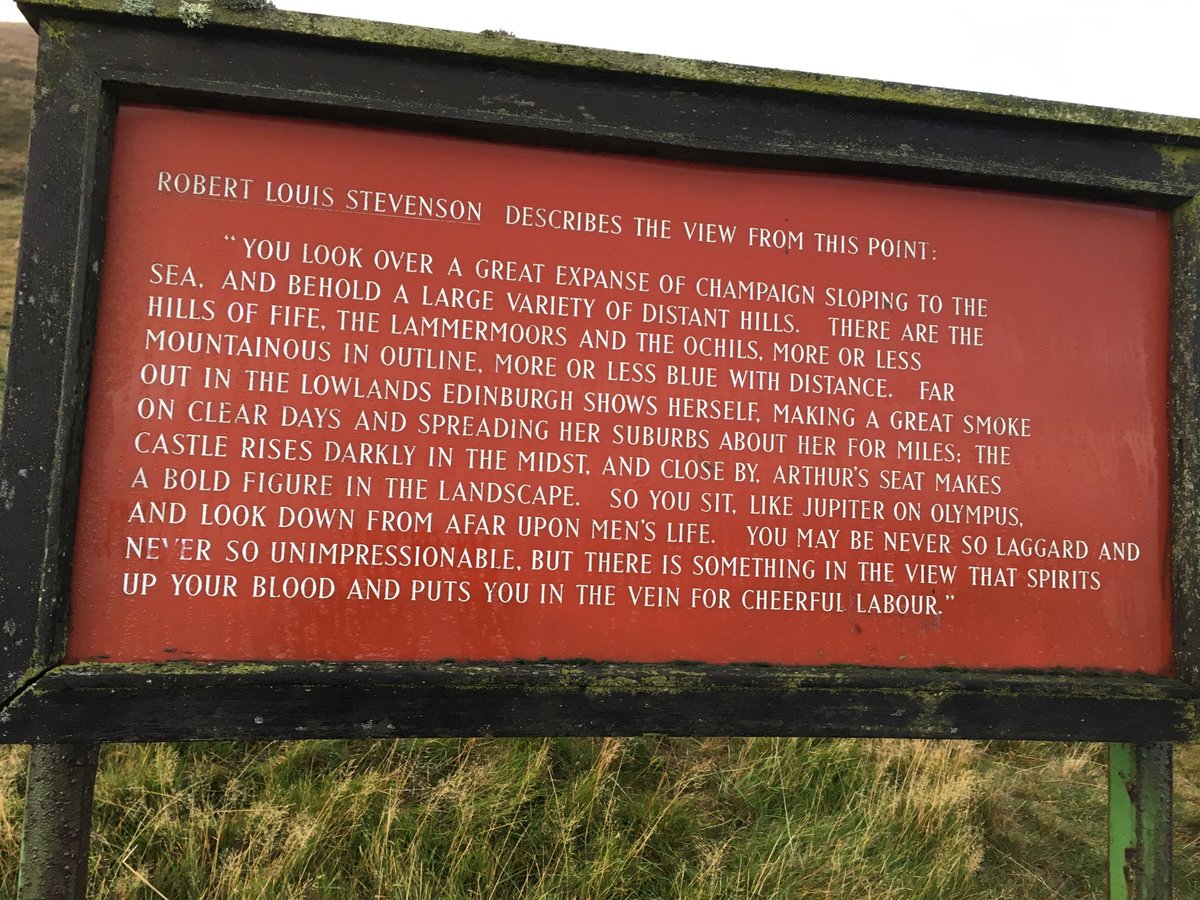 ROBERT LOUIS STEVENSON DESCRIBES THE VIEW FROM THIS POINT:
"YOU LOOK OVER A GREAT EXPANSE OF CHAMPAIGN SLOPING TO THE
SEA, AND BEHOLD A LARGE VARIETY OF DISTANT HILLS. THERE ARE THE
HILLS OF FIFE, THE LAMMERMOORS AND THE OCHILS, MORE OR LESS
MOUNTAINOUS IN OUTLINE, MORE OR LESS BLUE WITH DISTANCE. FAR
OUT IN THE LOWLANDS EDINBURGH SHOWS HERSELF, MAKING A GREAT SMOKE
ON CLEAR DAYS AND SPREADING HER SUBURBS ABOUT HER FOR MILES; THE
CASTLE RISES DARKLY IN THE MIDST, AND CLOSE BY, ARTHUR'S SEAT MAKES
A BOLD FIGURE IN THE LANDSCAPE. SO YOU SIT, LIKE JUPITER ON OLYMPUS,
AND LOOK DOWN FROM AFAR UPON MEN'S LIFE. YOU MAY BE NEVER SO LAGGARD AND
NEVER SO UNIMPRESSIONABLE, BUT THERE IS SOMETHING IN THE VIEW THAT SPIRITS
UP YOUR BLOOD AND PUTS YOU IN THE VEIN FOR CHEERFUL LABOUR."